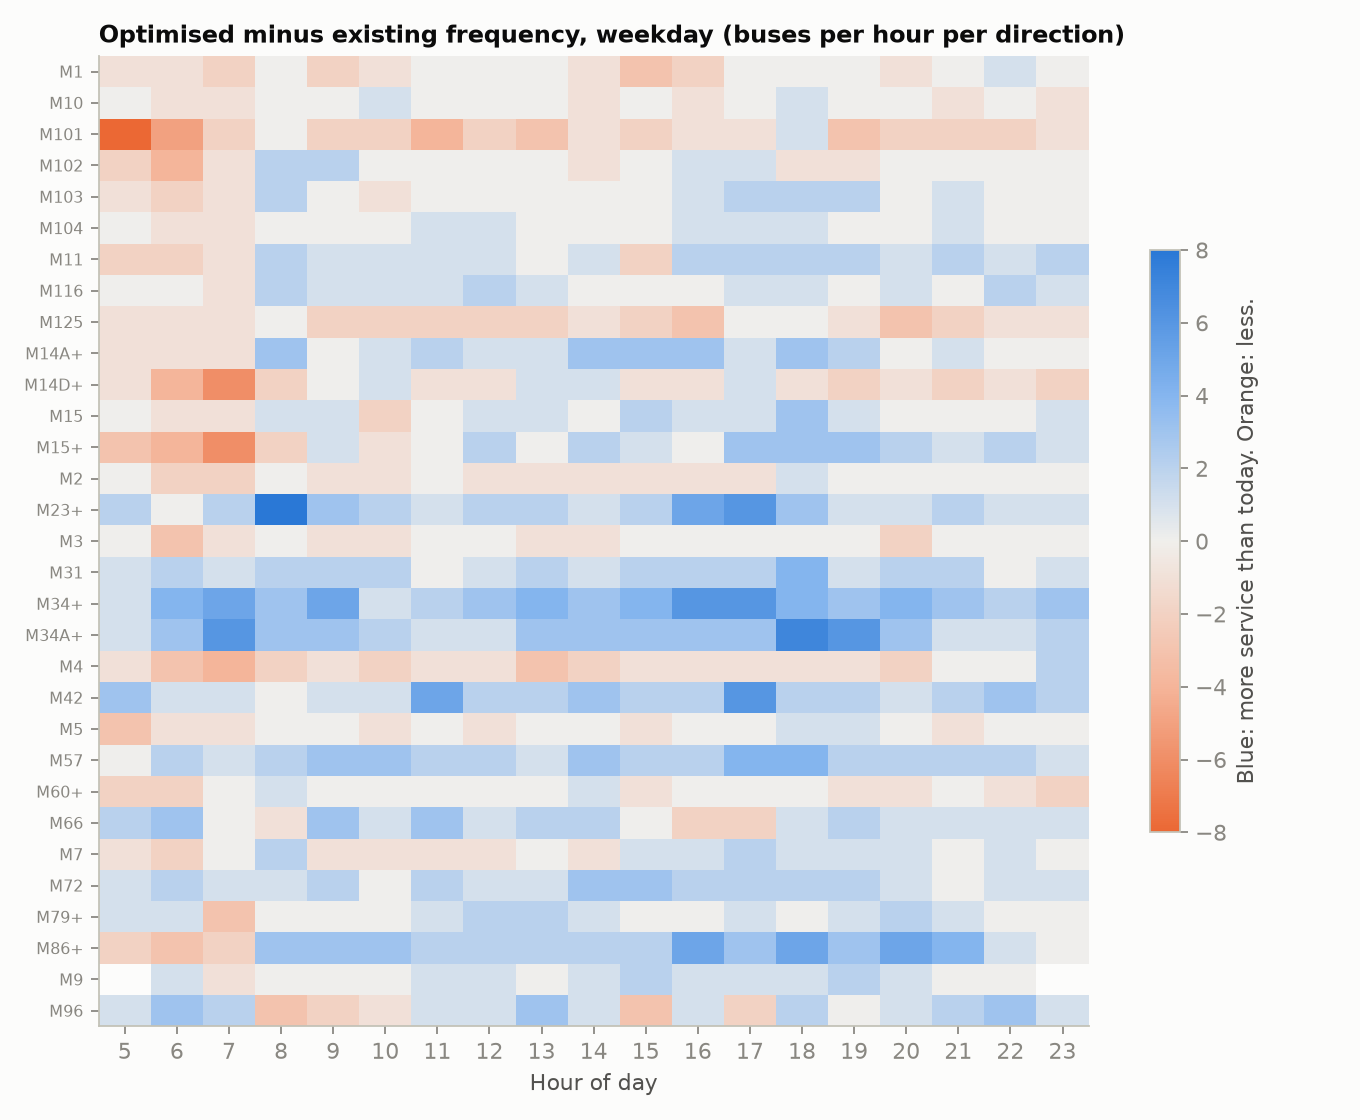 Optimised minus existing frequency, weekday (buses per hour per direction)
M1
M10
M101
M102
M103
M104
M11
M116
M125
M14A+
M14D+
M15
M15+
M2
M23+
M3
M31
M34+
M34A+
M4
M42
M5
M57
M60+
M66
M7
M72
M79+
M86+
M9
M96
5 6 7 8 9 10 11 12 13 14 15 16 17 18 19 20 21 22 23
Hour of day
8
6
4
2
0
−2
−4
−6
−8
Blue: more service than today. Orange: less.